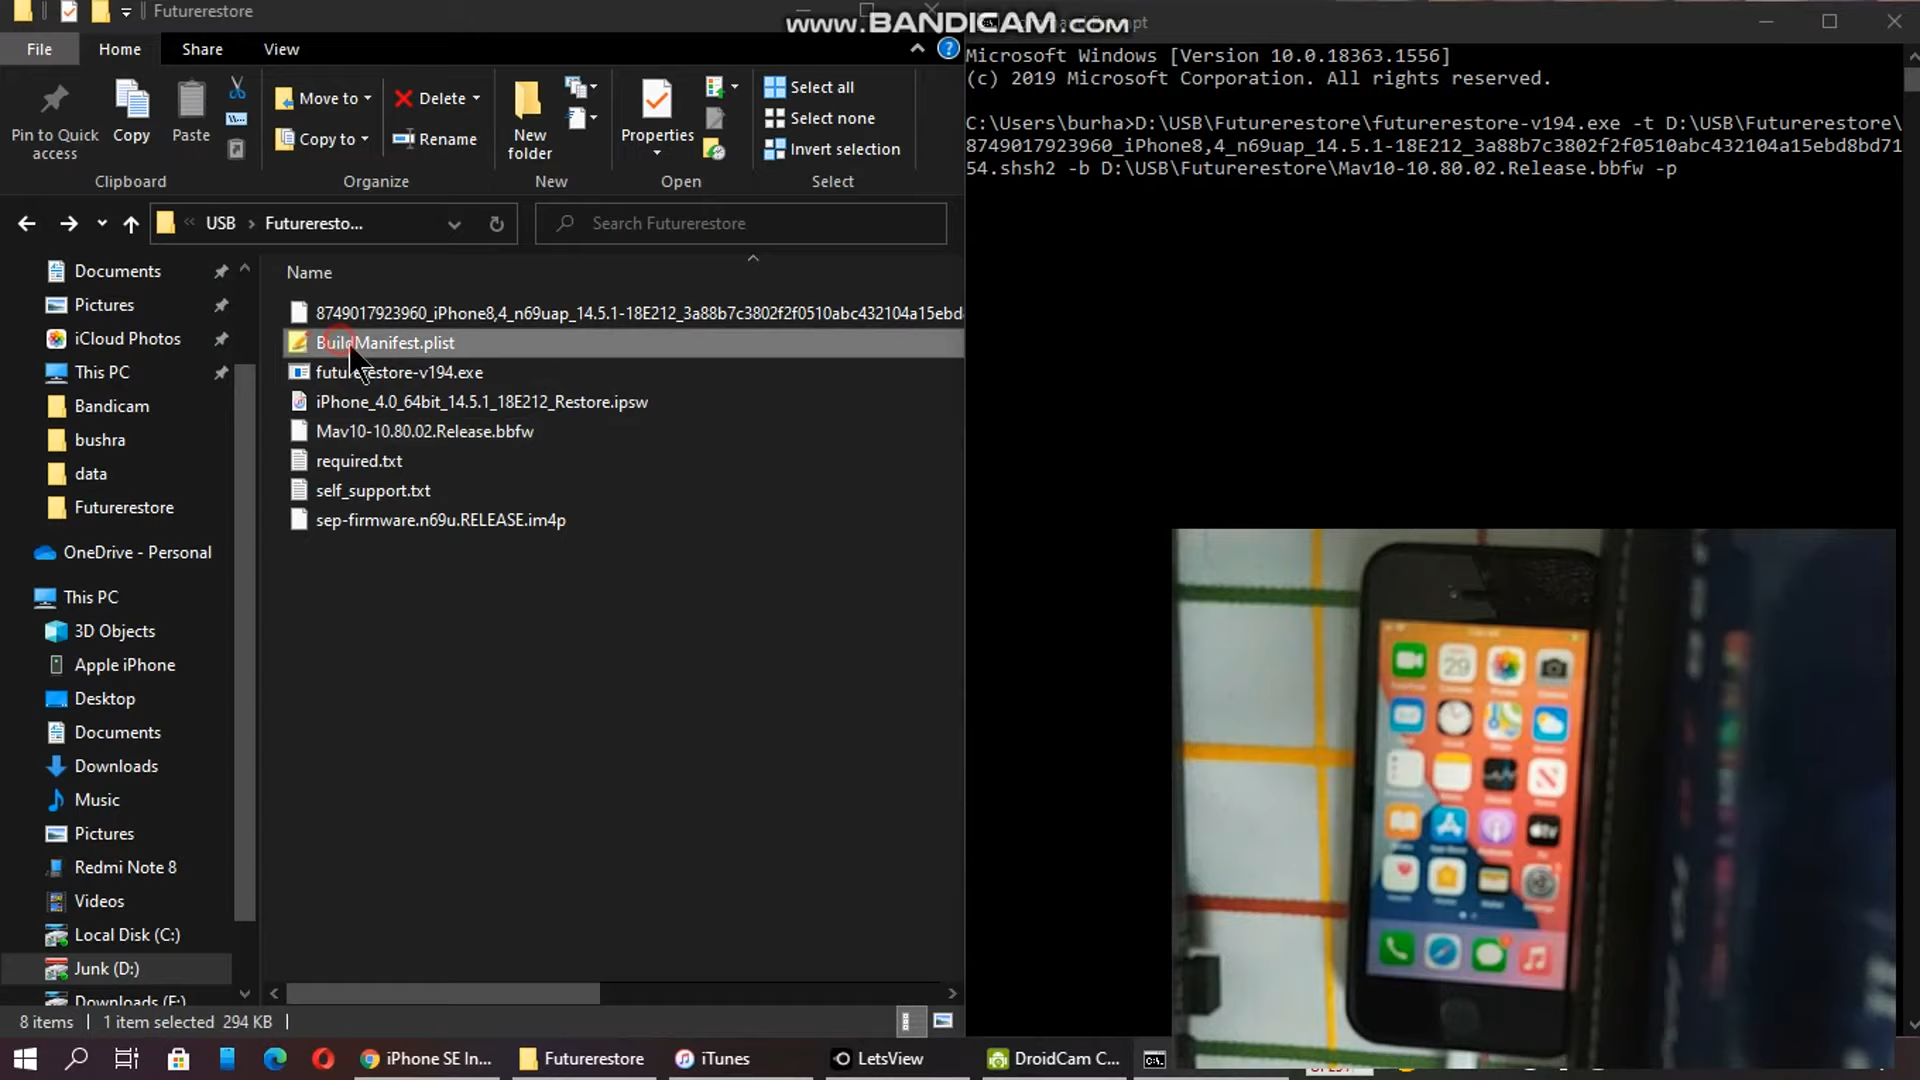 Futurerestore
www.BANDICAM.com
File
Home
Share
View
Pin to Quick access
Copy
Paste
Move to
Copy to
Delete
Rename
New folder
Properties
Select all
Select none
Invert selection
Clipboard
Organize
New
Open
Select
USB
Futureresto...
Search Futurerestore
Documents
Pictures
iCloud Photos
This PC
Bandicam
bushra
data
Futurerestore
OneDrive - Personal
This PC
3D Objects
Apple iPhone
Desktop
Documents
Downloads
Music
Pictures
Redmi Note 8
Videos
Local Disk (C:)
Junk (D:)
Downloads (E:)
Name
8749017923960_iPhone8,4_n69uap_14.5.1-18E212_3a88b7c3802f2f0510abc432104a15ebd
BuildManifest.plist
futurerestore-v194.exe
iPhone_4.0_64bit_14.5.1_18E212_Restore.ipsw
Mav10-10.80.02.Release.bbfw
required.txt
self_support.txt
sep-firmware.n69u.RELEASE.im4p
8 items
1 item selected 294 KB
Microsoft Windows [Version 10.0.18363.1556]
(c) 2019 Microsoft Corporation. All rights reserved.
C:\Users\burha>D:\USB\Futurerestore\futurerestore-v194.exe -t D:\USB\Futurerestore\
8749017923960_iPhone8,4_n69uap_14.5.1-18E212_3a88b7c3802f2f0510abc432104a15ebd8bd71
54.shsh2 -b D:\USB\Futurerestore\Mav10-10.80.02.Release.bbfw -p
29
iPhone SE In...
Futurerestore
iTunes
LetsView
DroidCam C...